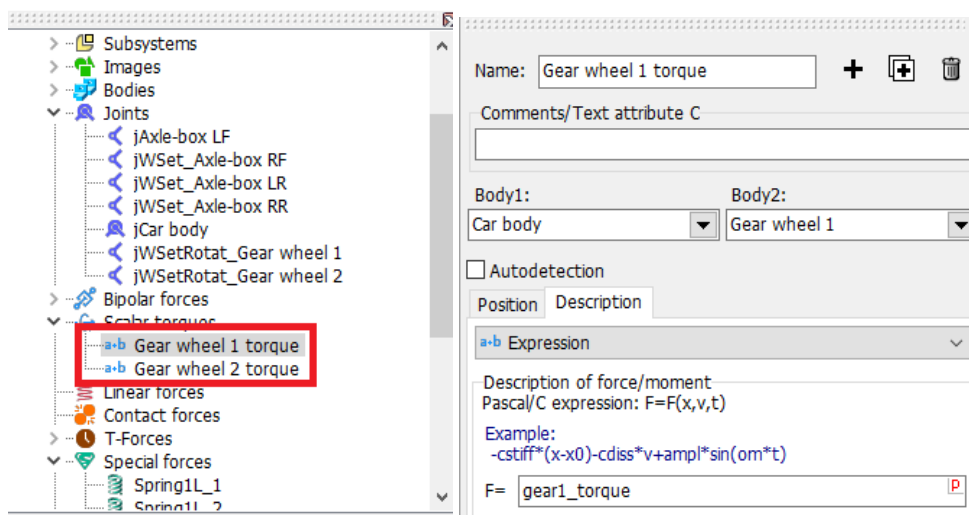 Subsystems
Images
Bodies
Joints
jAxle-box LF
jWSet_Axle-box RF
jWSet_Axle-box LR
jWSet_Axle-box RR
jCar body
jWSetRotat_Gear wheel 1
jWSetRotat_Gear wheel 2
Bipolar forces
Scalar torques
a+b Gear wheel 1 torque
a+b Gear wheel 2 torque
Linear forces
Contact forces
T-Forces
Special forces
Spring1L_1
Spring1L_2
Name: Gear wheel 1 torque
Comments/Text attribute C
Body1: Body2:
Car body Gear wheel 1
Autodetection
Position Description
a+b Expression
Description of force/moment
Pascal/C expression: F=F(x,v,t)
Example:
-cstiff*(x-x0)-cdiss*v+ampl*sin(om*t)
F= gear1_torque P